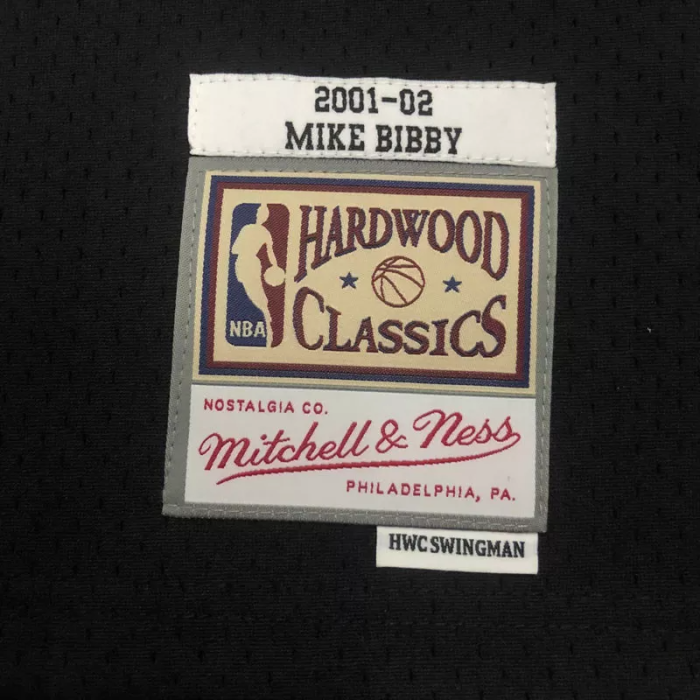 2001-02
MIKE BIBBY
HARDWOOD
CLASSICS
NBA
NOSTALGIA CO.
Mitchell & Ness
PHILADELPHIA, PA.
HWC SWINGMAN